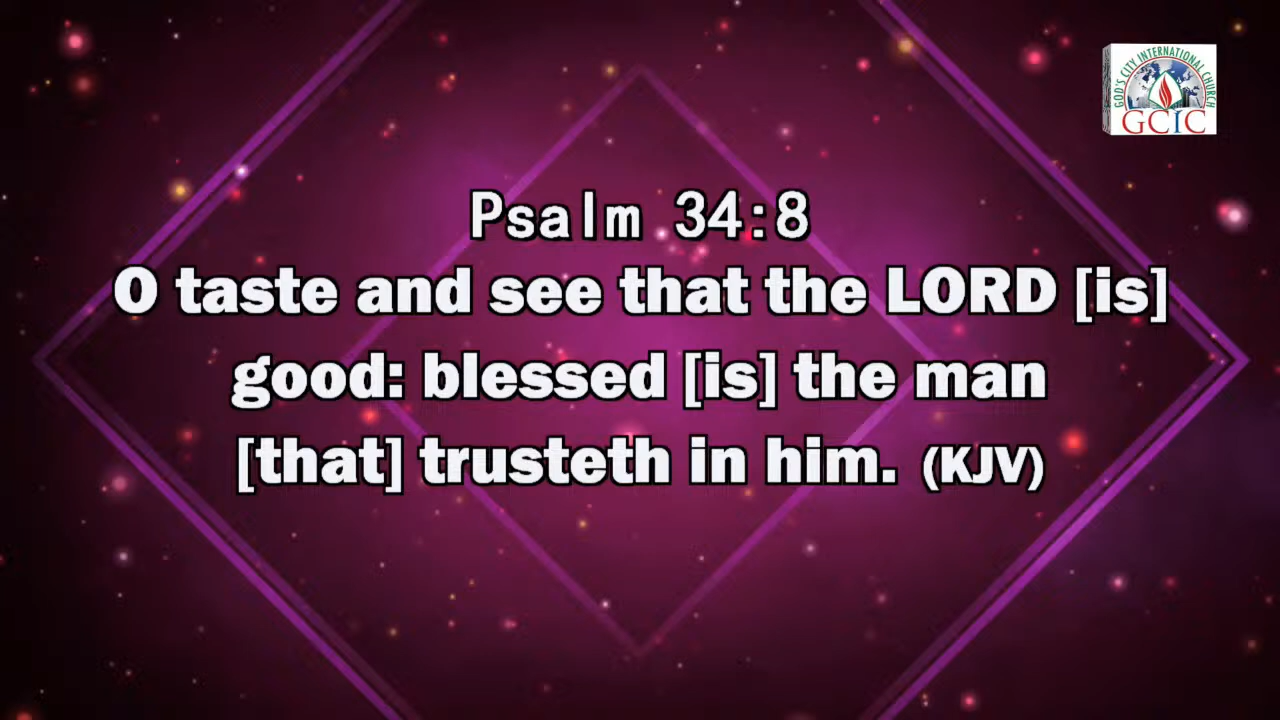 GOD'S CITY INTERNATIONAL CHURCH
GCIC
Psalm 34:8
O taste and see that the LORD [is]
good: blessed [is] the man
[that] trusteth in him. (KJV)